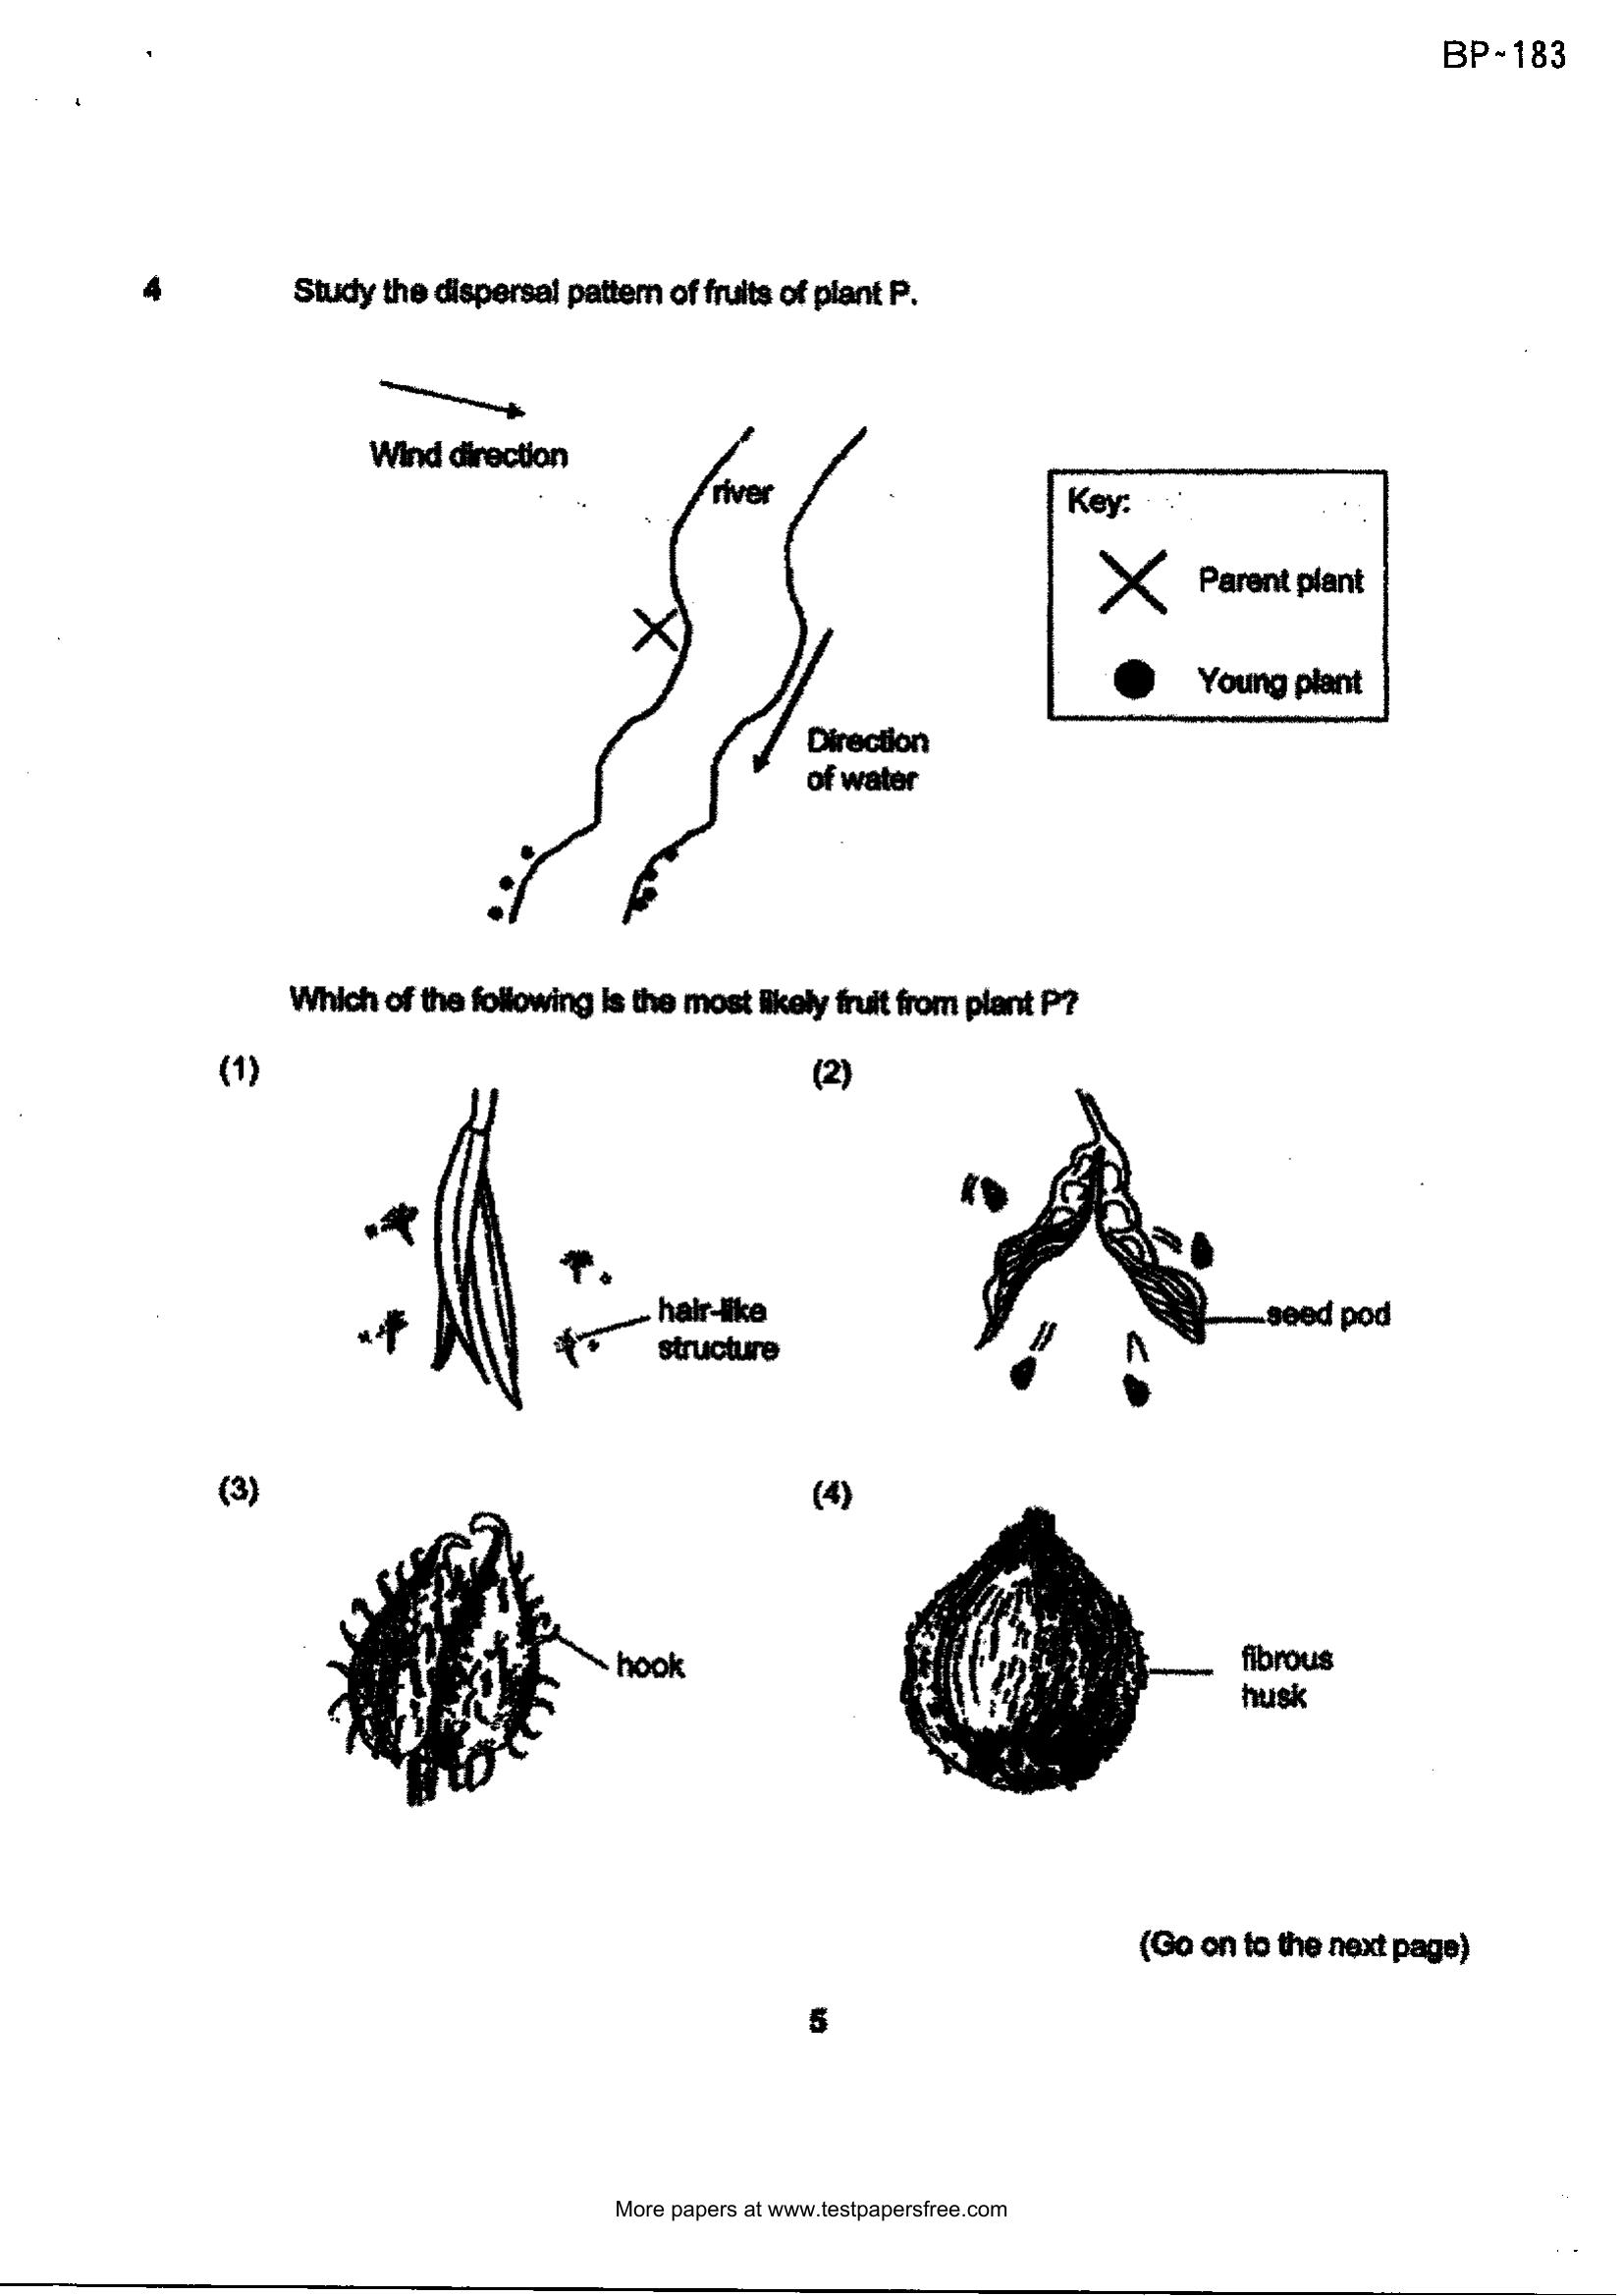 BP-183
4 Study the dispersal pattern of fruits of plant P.
Wind direction
river
Key:
Parent plant
Young plant
Direction
of water
Which of the following is the most likely fruit from plant P?
(1)
(2)
hair-like
structure
seed pod
(3)
(4)
hook
fibrous
husk
(Go on to the next page)
5
More papers at www.testpapersfree.com